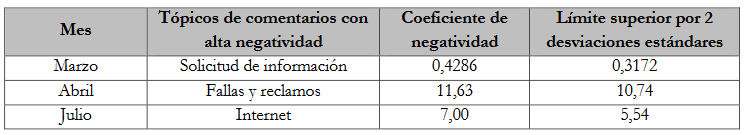 Mes Tópicos de comentarios con alta negatividad Coeficiente de negatividad Límite superior por 2 desviaciones estándares
Marzo Solicitud de información 0,4286 0,3172
Abril Fallas y reclamos 11,63 10,74
Julio Internet 7,00 5,54